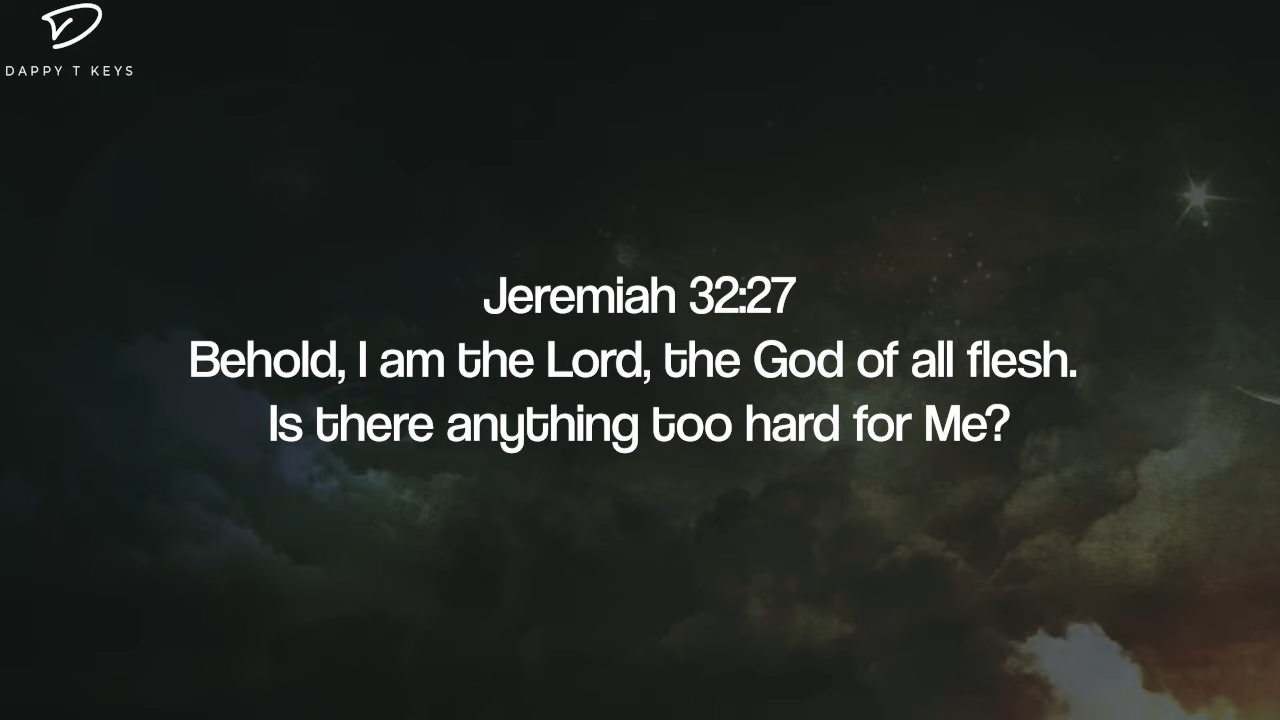 DAPPY T KEYS
Jeremiah 32:27
Behold, I am the Lord, the God of all flesh.
Is there anything too hard for Me?